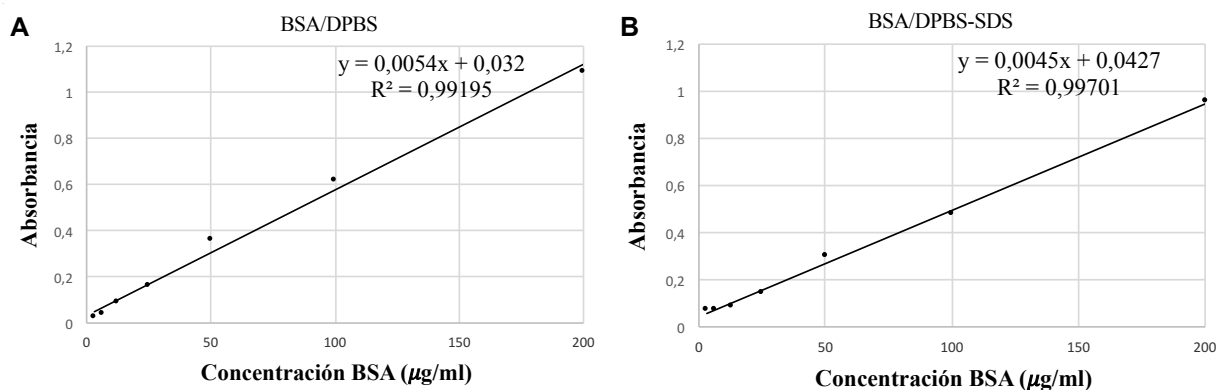 A
BSA/DPBS
y = 0,0054x + 0,032
R² = 0,99195
1,2
1
0,8
0,6
0,4
0,2
0
0
50
100
150
200
Absorbancia
Concentración BSA (µg/ml)
B
BSA/DPBS-SDS
y = 0,0045x + 0,0427
R² = 0,99701
1,2
1
0,8
0,6
0,4
0,2
0
0
50
100
150
200
Absorbancia
Concentración BSA (µg/ml)